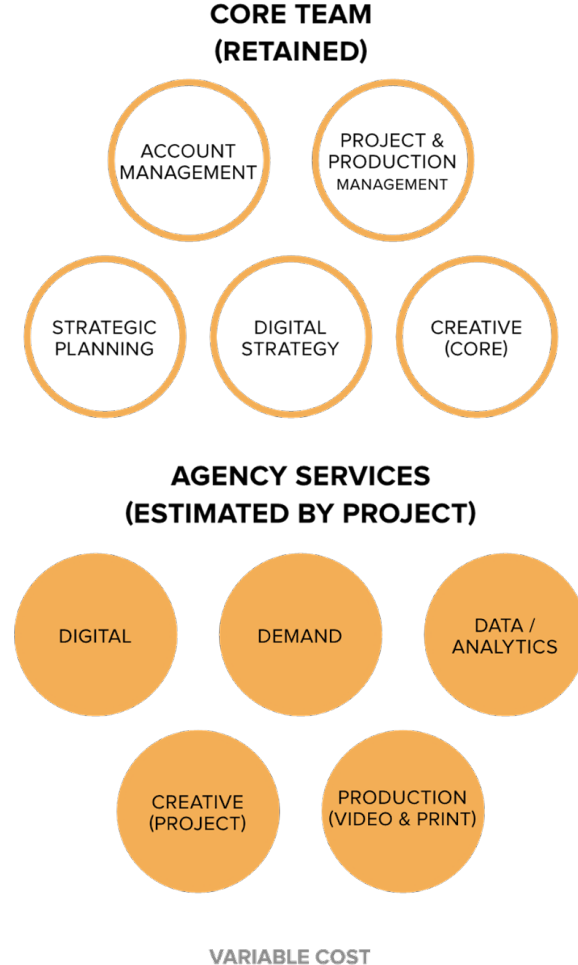 CORE TEAM
(RETAINED)
ACCOUNT
MANAGEMENT
PROJECT &
PRODUCTION
MANAGEMENT
STRATEGIC
PLANNING
DIGITAL
STRATEGY
CREATIVE
(CORE)
AGENCY SERVICES
(ESTIMATED BY PROJECT)
DIGITAL
DEMAND
DATA /
ANALYTICS
CREATIVE
(PROJECT)
PRODUCTION
(VIDEO & PRINT)
VARIABLE COST